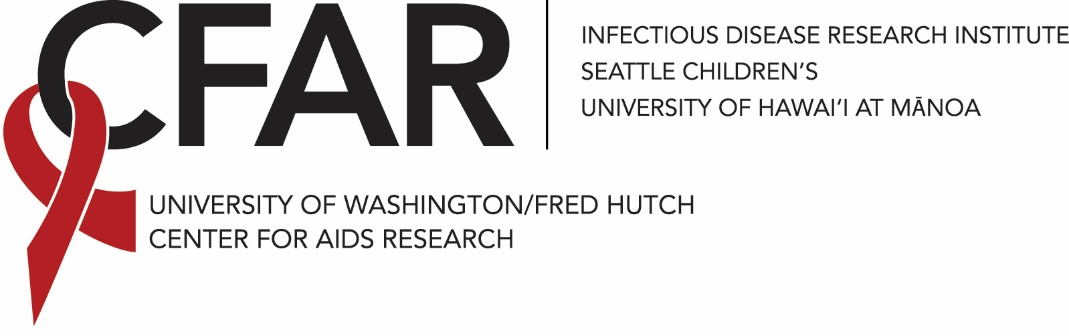 CFAR
INFECTIOUS DISEASE RESEARCH INSTITUTE
SEATTLE CHILDREN'S
UNIVERSITY OF HAWAI‘I AT MĀNOA
UNIVERSITY OF WASHINGTON/FRED HUTCH
CENTER FOR AIDS RESEARCH